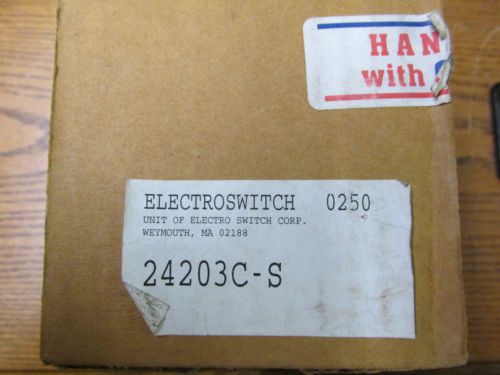 HAN
with
ELECTROSWITCH 0250
UNIT OF ELECTRO SWITCH CORP.
WEYMOUTH, MA 02188
24203C-S